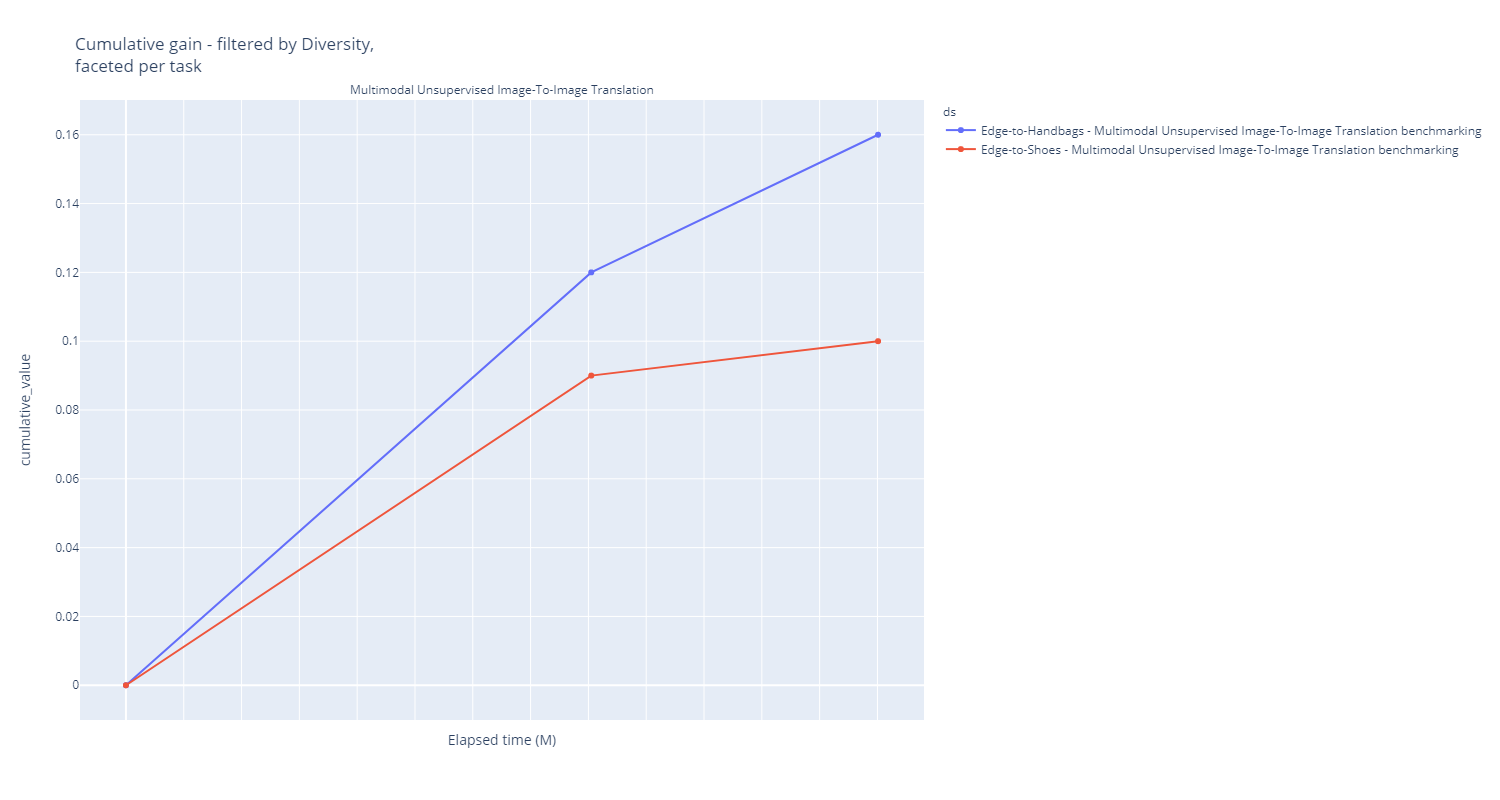 Cumulative gain - filtered by Diversity,
faceted per task
Multimodal Unsupervised Image-To-Image Translation
ds
Edge-to-Handbags - Multimodal Unsupervised Image-To-Image Translation benchmarking
Edge-to-Shoes - Multimodal Unsupervised Image-To-Image Translation benchmarking
0.16
0.14
0.12
0.1
0.08
0.06
0.04
0.02
0
cumulative_value
Elapsed time (M)